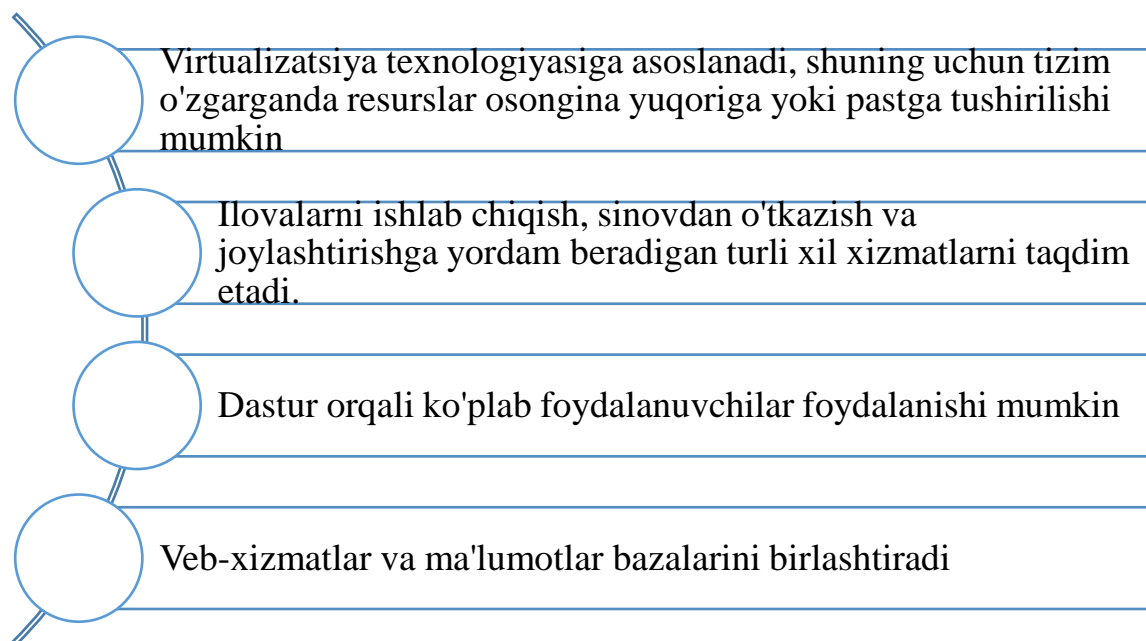 Virtualizatsiya texnologiyasiga asoslanadi, shuning uchun tizim
o'zgarganda resurslar osongina yuqoriga yoki pastga tushirilishi
mumkin
Ilovalarni ishlab chiqish, sinovdan o'tkazish va
joylashtirishga yordam beradigan turli xil xizmatlarni taqdim
etadi.
Dastur orqali ko'plab foydalanuvchilar foydalanishi mumkin
Veb-xizmatlar va ma'lumotlar bazalarini birlashtiradi